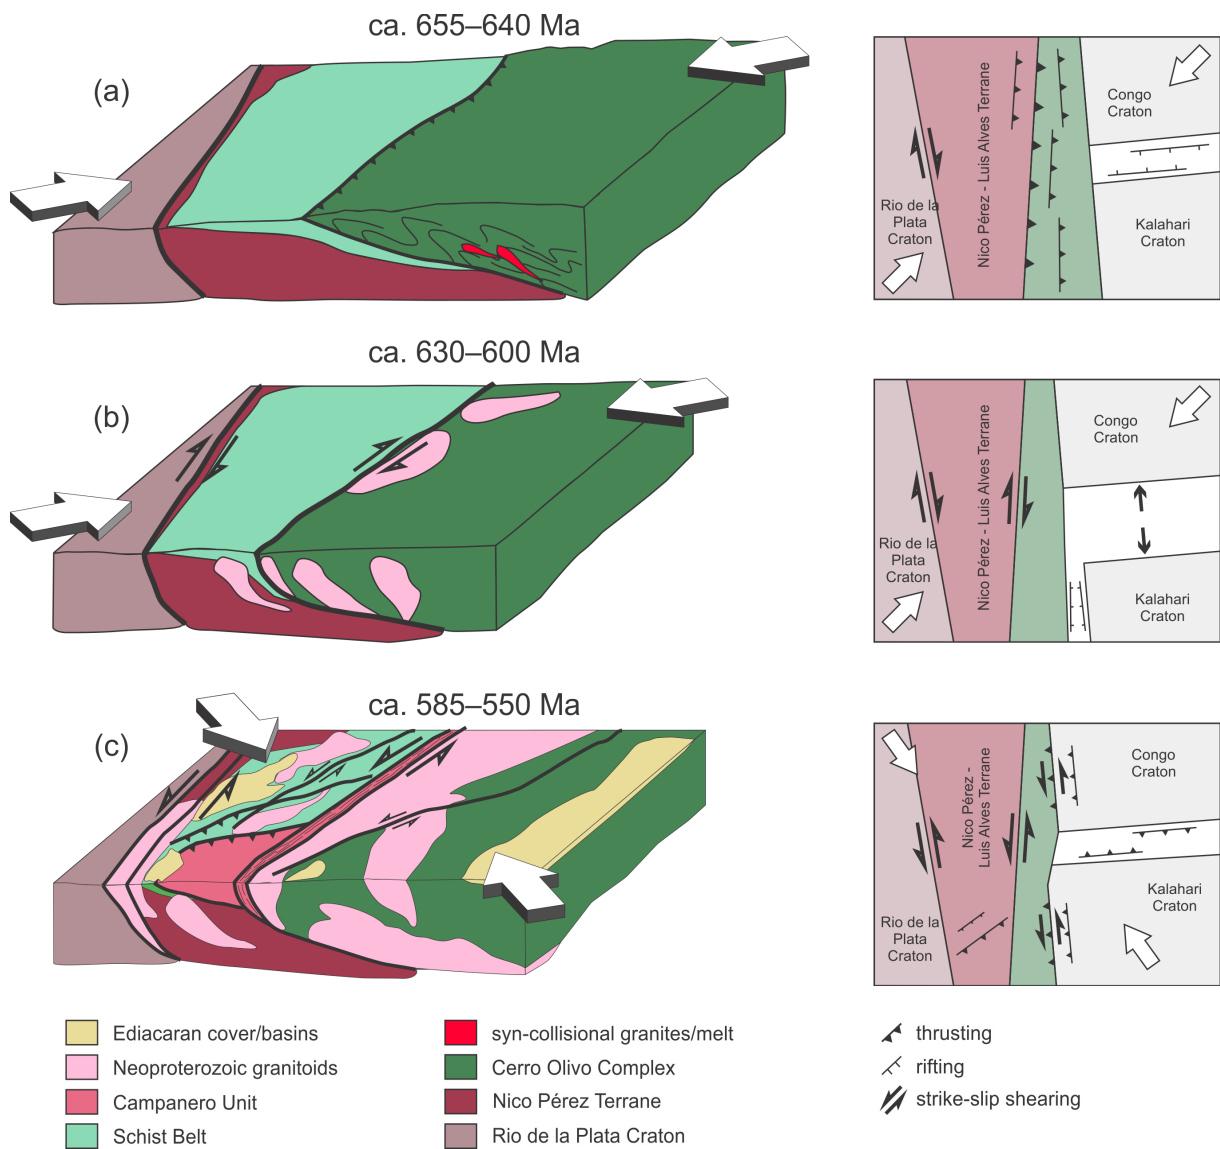 ca. 655–640 Ma
(a)
Congo
Craton
Nico Pérez - Luis Alves Terrane
Rio de la
Plata
Craton
Kalahari
Craton
ca. 630–600 Ma
(b)
Congo
Craton
Nico Pérez - Luis Alves Terrane
Rio de la
Plata
Craton
Kalahari
Craton
ca. 585–550 Ma
(c)
Congo
Craton
Nico Pérez -
Luis Alves Terrane
Rio de la
Plata
Craton
Kalahari
Craton
Ediacaran cover/basins
Neoproterozoic granitoids
Campanero Unit
Schist Belt
syn-collisional granites/melt
Cerro Olivo Complex
Nico Pérez Terrane
Rio de la Plata Craton
thrusting
rifting
strike-slip shearing